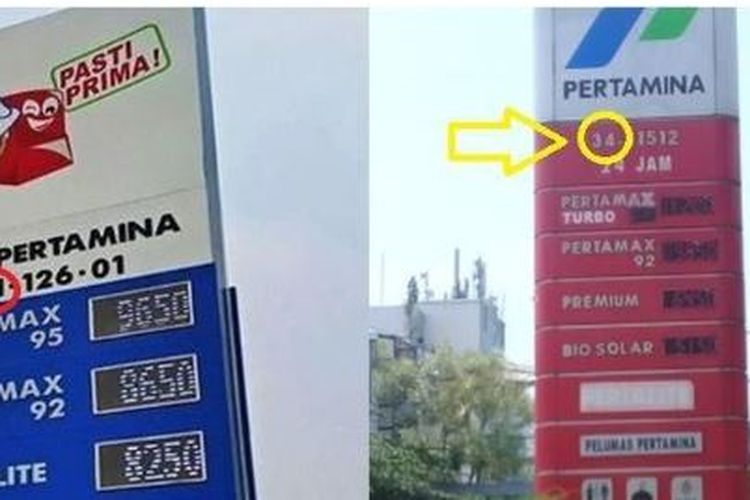 PASTI
PRIMA!
PERTAMINA
126·01
MAX
95
9650
MAX
92
8650
LITE
8250
PERTAMINA
34 1512
24 JAM
PERTAMAX
TURBO
PERTAMAX
92
PREMIUM
BIO SOLAR
PELUMAS PERTAMINA